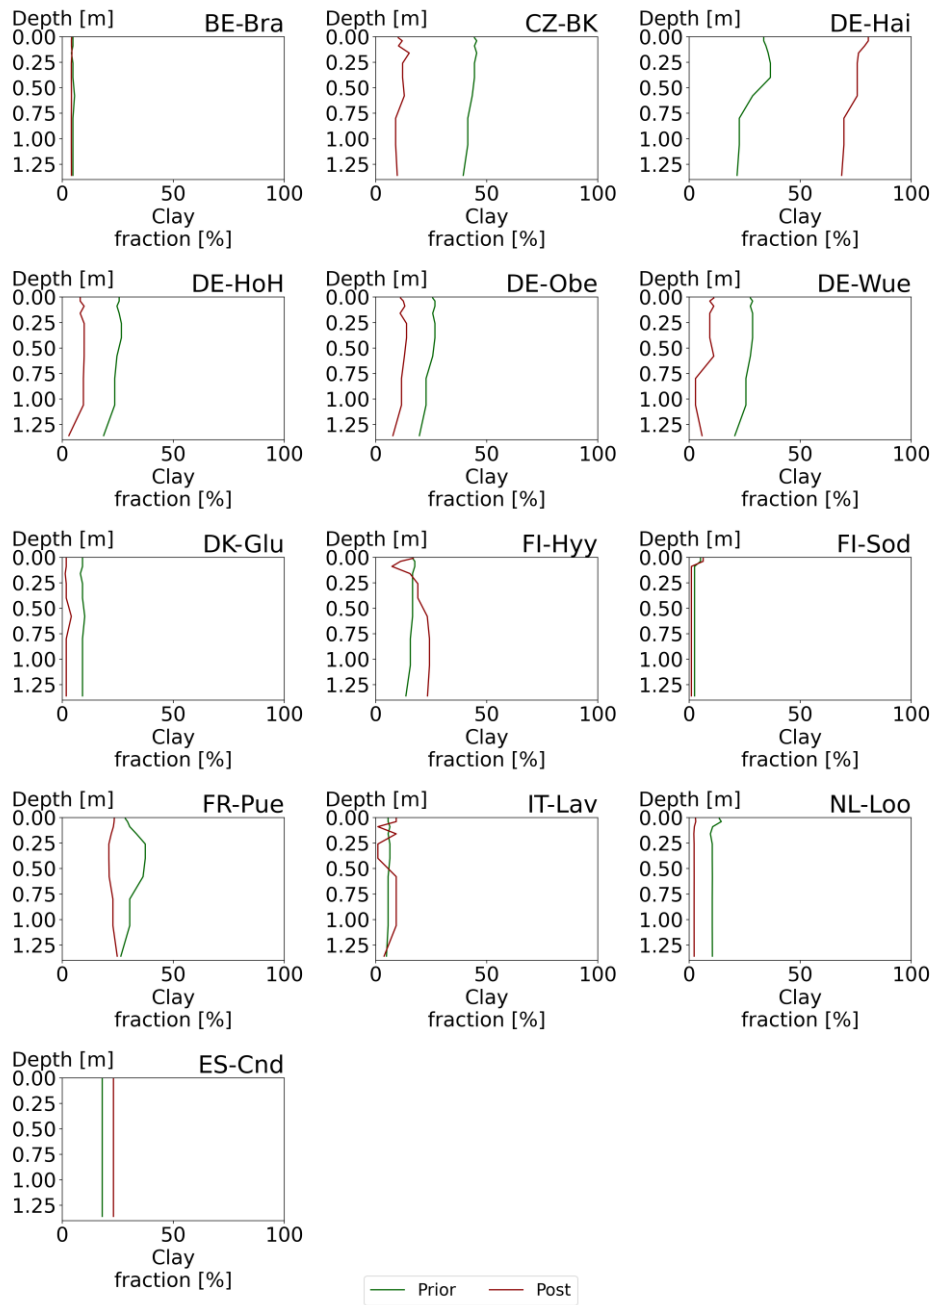 Depth [m] BE-Bra
0.00
0.25
0.50
0.75
1.00
1.25
0 50 100
Clay
fraction [%]
Depth [m] CZ-BK
0.00
0.25
0.50
0.75
1.00
1.25
0 50 100
Clay
fraction [%]
Depth [m] DE-Hai
0.00
0.25
0.50
0.75
1.00
1.25
0 50 100
Clay
fraction [%]
Depth [m] DE-HoH
0.00
0.25
0.50
0.75
1.00
1.25
0 50 100
Clay
fraction [%]
Depth [m] DE-Obe
0.00
0.25
0.50
0.75
1.00
1.25
0 50 100
Clay
fraction [%]
Depth [m] DE-Wue
0.00
0.25
0.50
0.75
1.00
1.25
0 50 100
Clay
fraction [%]
Depth [m] DK-Glu
0.00
0.25
0.50
0.75
1.00
1.25
0 50 100
Clay
fraction [%]
Depth [m] FI-Hyy
0.00
0.25
0.50
0.75
1.00
1.25
0 50 100
Clay
fraction [%]
Depth [m] FI-Sod
0.00
0.25
0.50
0.75
1.00
1.25
0 50 100
Clay
fraction [%]
Depth [m] FR-Pue
0.00
0.25
0.50
0.75
1.00
1.25
0 50 100
Clay
fraction [%]
Depth [m] IT-Lav
0.00
0.25
0.50
0.75
1.00
1.25
0 50 100
Clay
fraction [%]
Depth [m] NL-Loo
0.00
0.25
0.50
0.75
1.00
1.25
0 50 100
Clay
fraction [%]
Depth [m] ES-Cnd
0.00
0.25
0.50
0.75
1.00
1.25
0 50 100
Clay
fraction [%]
Prior Post